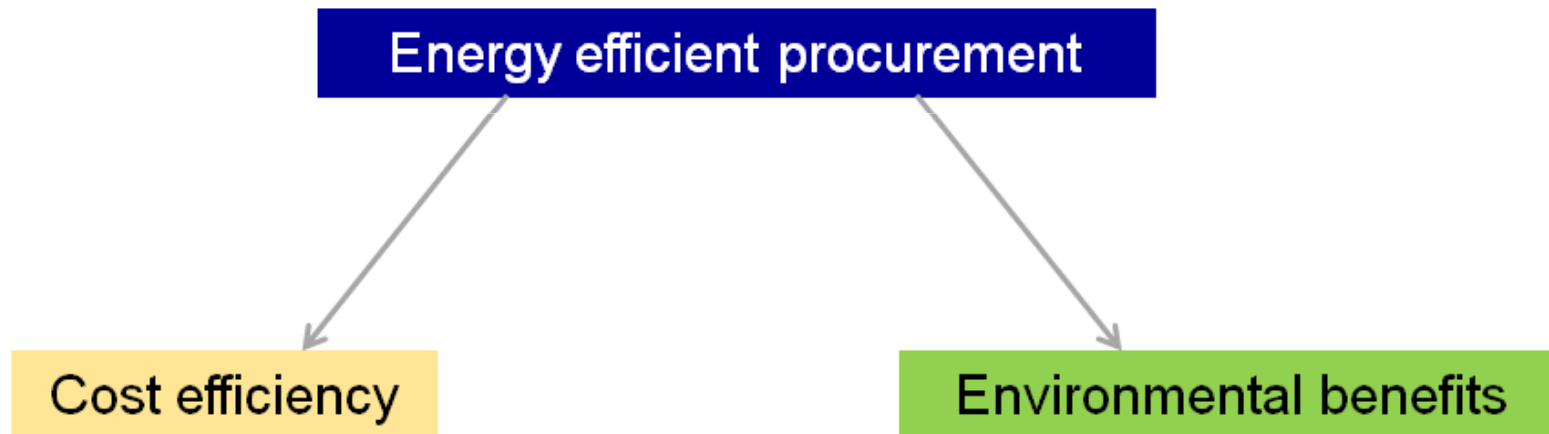 Energy efficient procurement
Cost efficiency
Environmental benefits